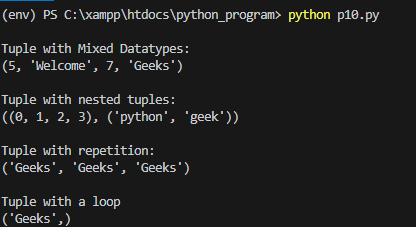 (env) PS C:\xampp\htdocs\python_program> python p10.py
Tuple with Mixed Datatypes:
(5, 'Welcome', 7, 'Geeks')
Tuple with nested tuples:
((0, 1, 2, 3), ('python', 'geek'))
Tuple with repetition:
('Geeks', 'Geeks', 'Geeks')
Tuple with a loop
('Geeks',)